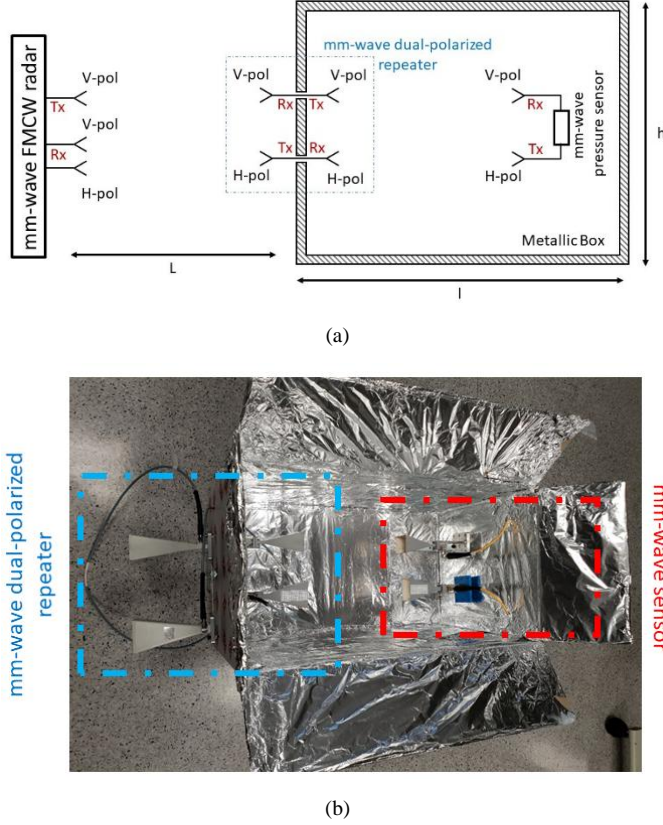 mm-wave FMCW radar
V-pol
Tx
V-pol
Rx
H-pol
L
mm-wave dual-polarized
repeater
V-pol
V-pol
Rx
Tx
Tx
Rx
H-pol
H-pol
V-pol
Rx
mm-wave
pressure sensor
Tx
H-pol
Metallic Box
h
l
(a)
mm-wave dual-polarized
repeater
mm-wave
sensor
(b)